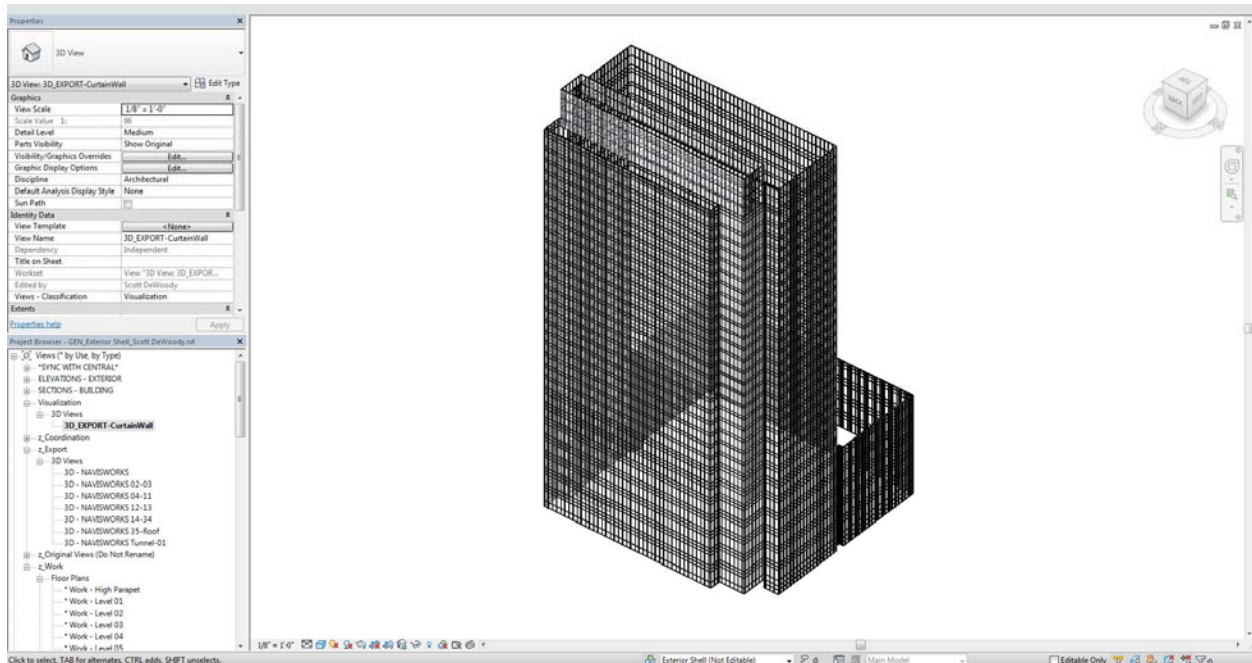 Properties
3D View
3D View: 3D_EXPORT-CurtainWall
Edit Type
Graphics
View Scale 1/8" = 1'-0"
Scale Value 1: 96
Detail Level Medium
Parts Visibility Show Original
Visibility/Graphics Overrides Edit...
Graphic Display Options Edit...
Discipline Architectural
Default Analysis Display Style None
Sun Path
Identity Data
View Template <None>
View Name 3D_EXPORT-CurtainWall
Dependency Independent
Title on Sheet
Workset View "3D View: 3D_EXPOR...
Edited by Scott DeWoody
Views - Classification Visualization
Extents
Properties help Apply
Project Browser - GEN_Exterior Shell_Scott DeWoody.rvt
Views (* by Use, by Type)
*SYNC WITH CENTRAL*
ELEVATIONS - EXTERIOR
SECTIONS - BUILDING
Visualization
3D Views
3D_EXPORT-CurtainWall
z_Coordination
z_Export
3D Views
3D - NAVISWORKS
3D - NAVISWORKS 02-03
3D - NAVISWORKS 04-11
3D - NAVISWORKS 12-13
3D - NAVISWORKS 14-34
3D - NAVISWORKS 35-Roof
3D - NAVISWORKS Tunnel-01
z_Original Views (Do Not Rename)
z_Work
Floor Plans
* Work - High Parapet
* Work - Level 01
* Work - Level 02
* Work - Level 03
* Work - Level 04
* Work - Level 05
1/8" = 1'-0"
Click to select, TAB for alternates, CTRL adds, SHIFT unselects.
Exterior Shell (Not Editable)
:0
Main Model
Editable Only
:0
BACK